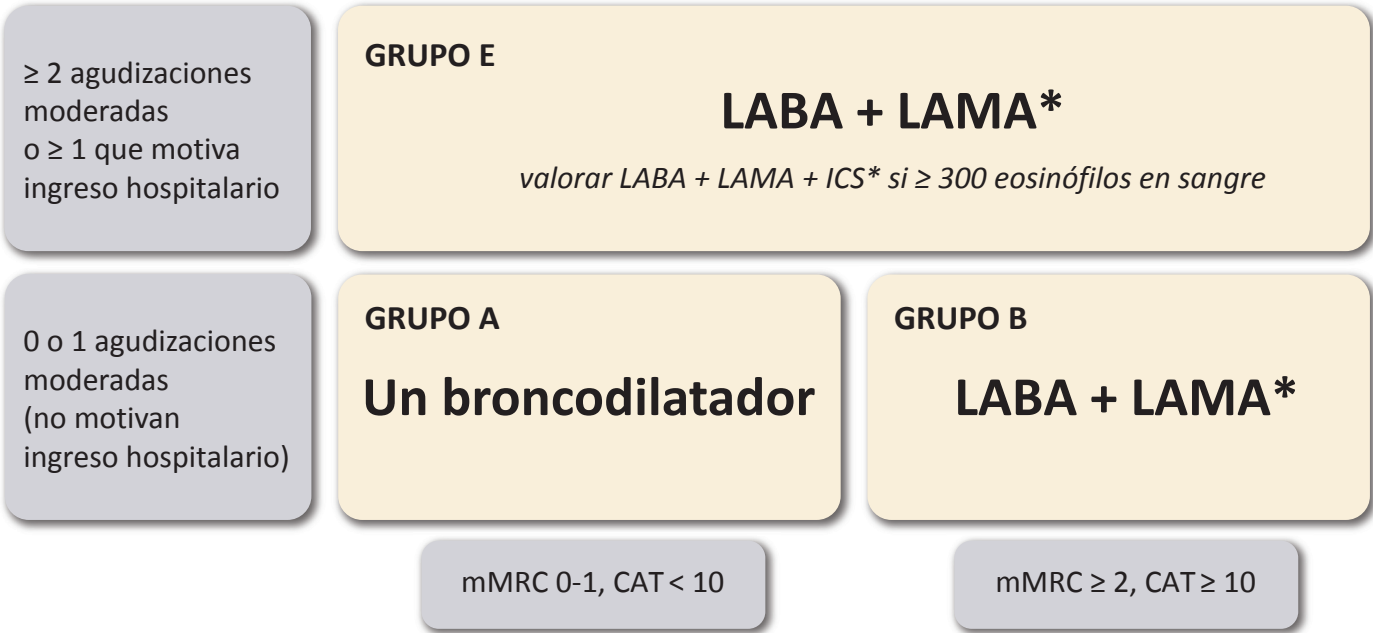 ≥ 2 agudizaciones
moderadas
o ≥ 1 que motiva
ingreso hospitalario
GRUPO E
LABA + LAMA*
valorar LABA + LAMA + ICS* si ≥ 300 eosinófilos en sangre
0 o 1 agudizaciones
moderadas
(no motivan
ingreso hospitalario)
GRUPO A
Un broncodilatador
GRUPO B
LABA + LAMA*
mMRC 0-1, CAT < 10
mMRC ≥ 2, CAT ≥ 10